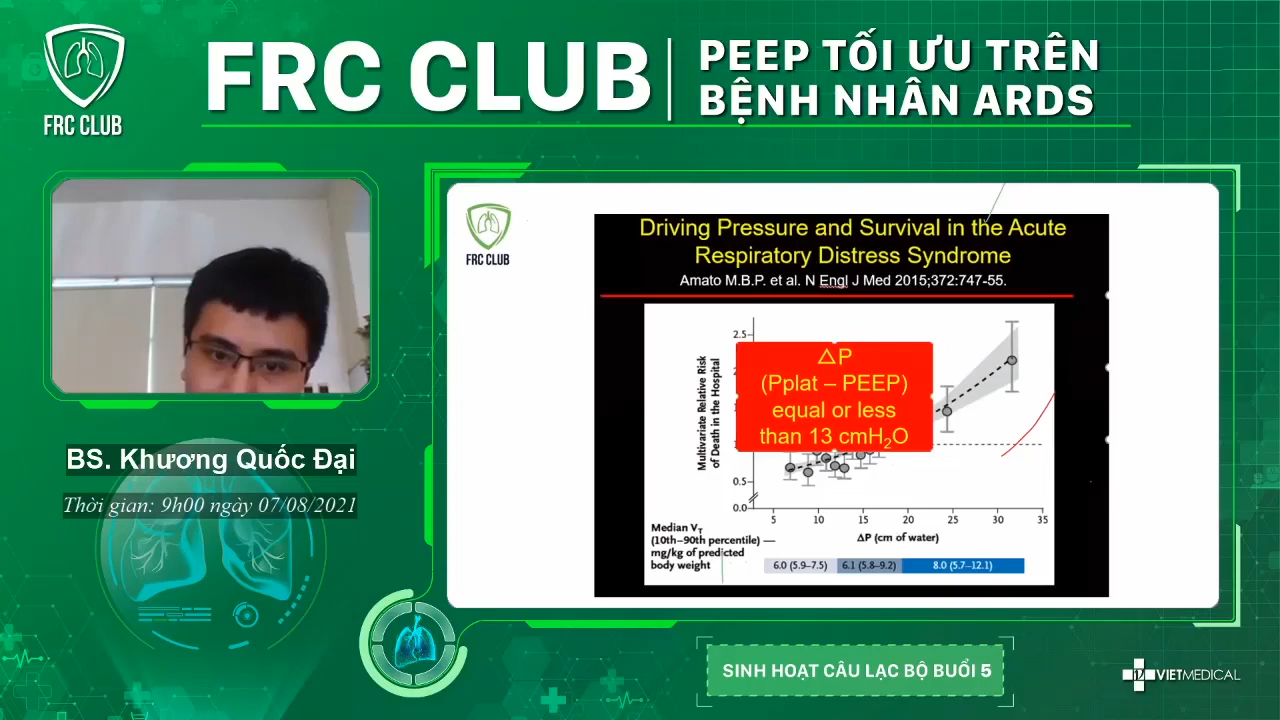 FRC CLUB
FRC CLUB
PEEP TỐI ƯU TRÊN
BỆNH NHÂN ARDS
BS. Khương Quốc Đại
Thời gian: 9h00 ngày 07/08/2021
FRC CLUB
Driving Pressure and Survival in the Acute
Respiratory Distress Syndrome
Amato M.B.P. et al. N Engl J Med 2015;372:747-55.
Multivariate Relative Risk
of Death in the Hospital
2.5
0.5
0.0
△P
(Pplat – PEEP)
equal or less
than 13 cmH₂O
5 10 15 20 25 30 35
ΔP (cm of water)
Median V_T
(10th–90th percentile) —
mg/kg of predicted
body weight
6.0 (5.9–7.5) 6.1 (5.8–9.2) 8.0 (5.7–12.1)
SINH HOẠT CÂU LẠC BỘ BUỔI 5
VIETMEDICAL